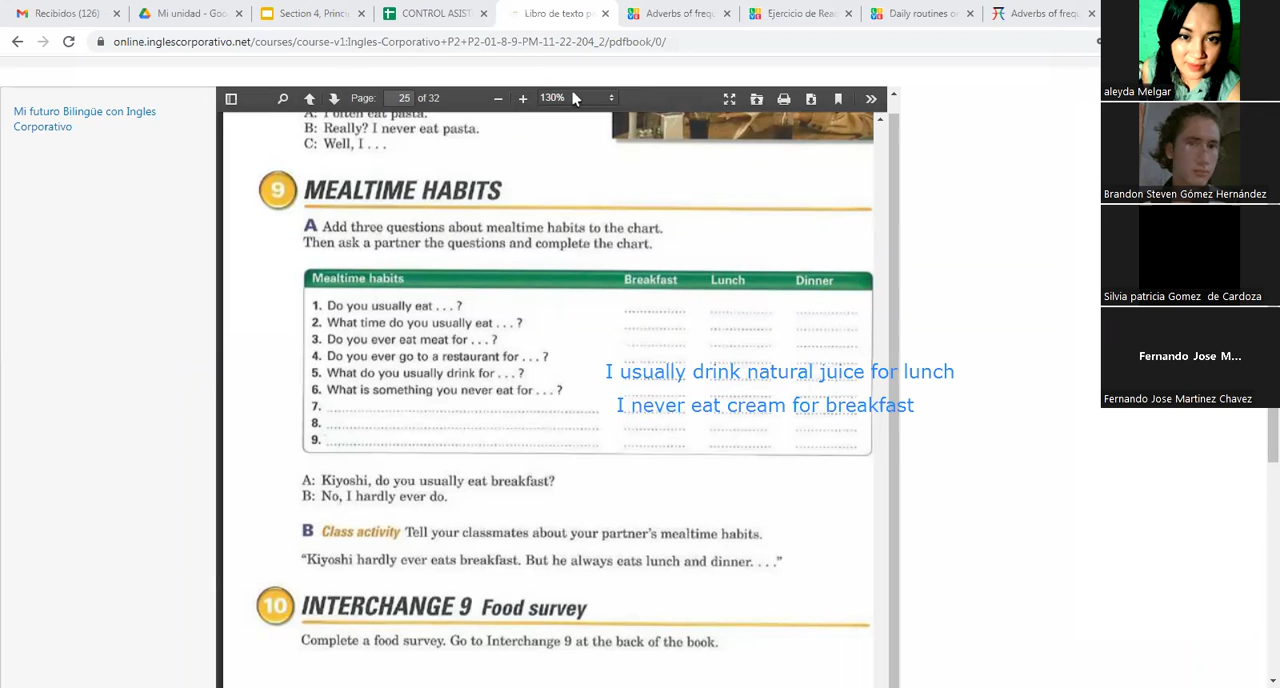 Recibidos (126)
Mi unidad - Goo
Section 4, Princi
CONTROL ASIST
Libro de texto p
Adverbs of frequ
Ejercicio de Rea
Daily routines o
Adverbs of frequ
online.inglescorporativo.net/courses/course-v1:Ingles-Corporativo+P2+P2-01-8-9-PM-11-22-204_2/pdfbook/0/
Mi futuro Bilingüe con Ingles
Corporativo
Page: 25 of 32
130%
A: I often eat pasta.
B: Really? I never eat pasta.
C: Well, I . . .
9 MEALTIME HABITS
A Add three questions about mealtime habits to the chart.
Then ask a partner the questions and complete the chart.
Mealtime habits Breakfast Lunch Dinner
1. Do you usually eat . . . ?
2. What time do you usually eat . . . ?
3. Do you ever eat meat for . . . ?
4. Do you ever go to a restaurant for . . . ?
5. What do you usually drink for . . . ?
I usually drink natural juice for lunch
6. What is something you never eat for . . . ?
I never eat cream for breakfast
7.
8.
9.
A: Kiyoshi, do you usually eat breakfast?
B: No, I hardly ever do.
B Class activity Tell your classmates about your partner's mealtime habits.
"Kiyoshi hardly ever eats breakfast. But he always eats lunch and dinner. . . ."
10 INTERCHANGE 9 Food survey
Complete a food survey. Go to Interchange 9 at the back of the book.
aleyda Melgar
Brandon Steven Gómez Hernández
Silvia patricia Gomez de Cardoza
Fernando Jose M...
Fernando Jose Martinez Chavez